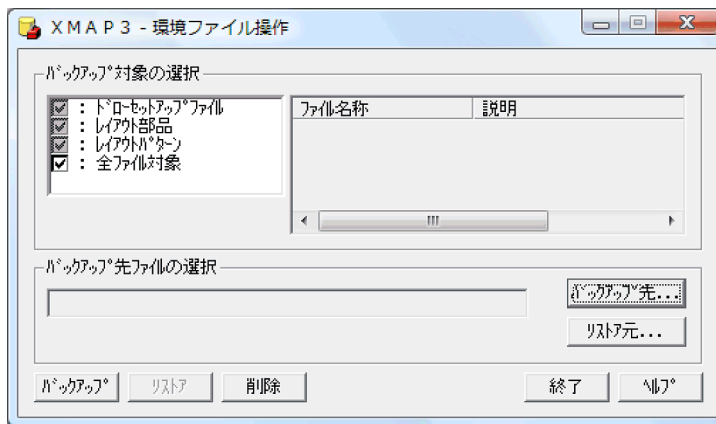 ＸＭＡＰ３-環境ファイル操作
ﾊﾞｯｸｱｯﾌﾟ対象の選択
： ﾄﾞﾛｰｾｯﾄｱｯﾌﾟﾌｧｲﾙ
： ﾚｲｱｳﾄ部品
： ﾚｲｱｳﾄﾊﾟﾀｰﾝ
： 全ﾌｧｲﾙ対象
ﾌｧｲﾙ名称 説明
ﾊﾞｯｸｱｯﾌﾟ先ﾌｧｲﾙの選択
ﾊﾞｯｸｱｯﾌﾟ先...
ﾘｽﾄｱ元...
ﾊﾞｯｸｱｯﾌﾟ ﾘｽﾄｱ 削除 終了 ﾍﾙﾌﾟ